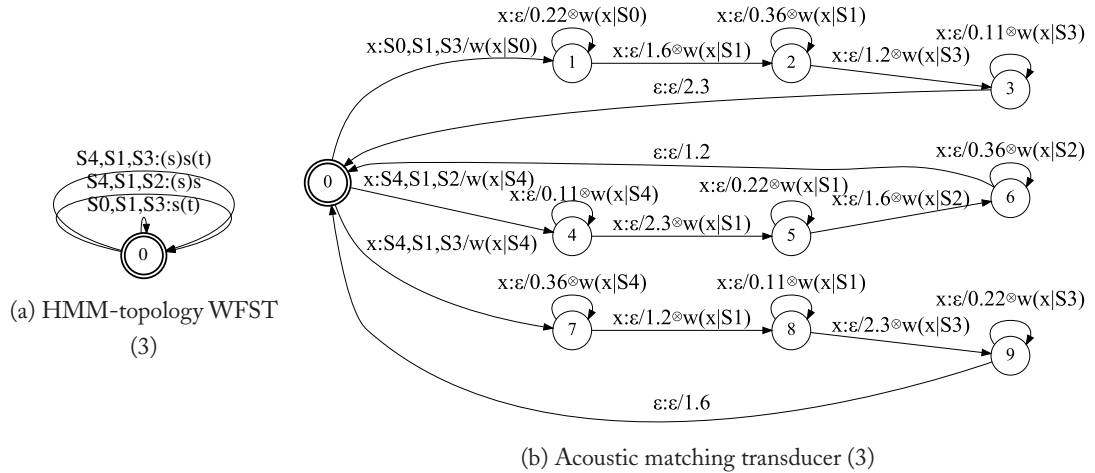 S4,S1,S3:(s)s(t)
S4,S1,S2:(s)s
S0,S1,S3:s(t)
0
(a) HMM-topology WFST
(3)
x:ε/0.22⊗w(x|S0)
x:ε/0.36⊗w(x|S1)
x:ε/0.11⊗w(x|S3)
x:S0,S1,S3/w(x|S0)
1
x:ε/1.6⊗w(x|S1)
2
x:ε/1.2⊗w(x|S3)
3
ε:ε/2.3
ε:ε/1.2
x:ε/0.36⊗w(x|S2)
0
x:S4,S1,S2/w(x|S4)
x:ε/0.11⊗w(x|S4)
x:ε/0.22⊗w(x|S1)
x:ε/1.6⊗w(x|S2)
6
4
x:ε/2.3⊗w(x|S1)
5
x:S4,S1,S3/w(x|S4)
x:ε/0.36⊗w(x|S4)
x:ε/0.11⊗w(x|S1)
x:ε/0.22⊗w(x|S3)
7
x:ε/1.2⊗w(x|S1)
8
x:ε/2.3⊗w(x|S3)
9
ε:ε/1.6
(b) Acoustic matching transducer (3)